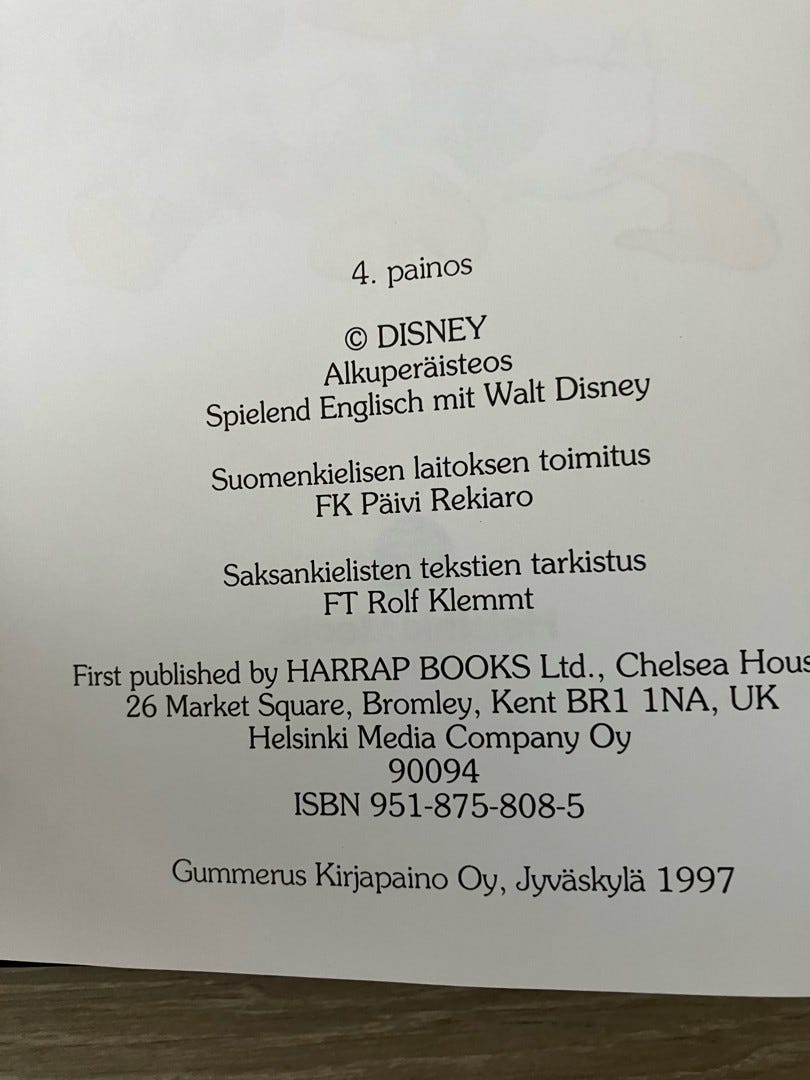 4. painos
© DISNEY
Alkuperäisteos
Spielend Englisch mit Walt Disney
Suomenkielisen laitoksen toimitus
FK Päivi Rekiaro
Saksankielisten tekstien tarkistus
FT Rolf Klemmt
First published by HARRAP BOOKS Ltd., Chelsea Hous
26 Market Square, Bromley, Kent BR1 1NA, UK
Helsinki Media Company Oy
90094
ISBN 951-875-808-5
Gummerus Kirjapaino Oy, Jyväskylä 1997